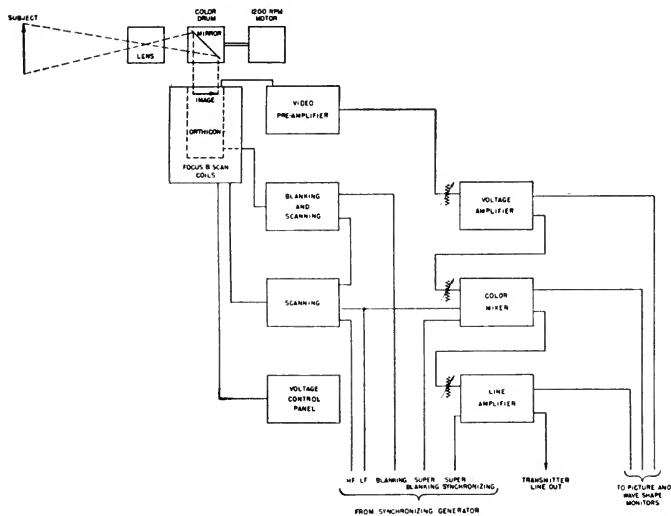 SUBJECT
COLOR
DRUM
1200 RPM
MOTOR
MIRROR
LENS
IMAGE
ORTHICON
FOCUS & SCAN
COILS
VIDEO
PRE-AMPLIFIER
BLANKING
AND
SCANNING
VOLTAGE
AMPLIFIER
SCANNING
COLOR
MIXER
VOLTAGE
CONTROL
PANEL
LINE
AMPLIFIER
HF LF BLANKING SUPER SUPER
BLANKING SYNCHRONIZING
TRANSMITTER
LINE OUT
TO PICTURE AND
WAVE SHAPE
MONITORS
FROM SYNCHRONIZING GENERATOR